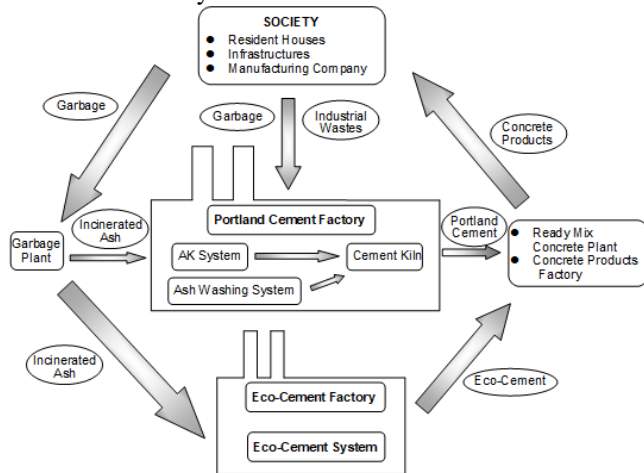 SOCIETY
● Resident Houses
● Infrastructures
● Manufacturing Company
Garbage
Garbage
Industrial
Wastes
Concrete
Products
Incinerated
Ash
Portland Cement Factory
Portland
Cement
Garbage
Plant
AK System
Cement Kiln
Ash Washing System
● Ready Mix
Concrete Plant
● Concrete Products
Factory
Incinerated
Ash
Eco-Cement
Eco-Cement Factory
Eco-Cement System